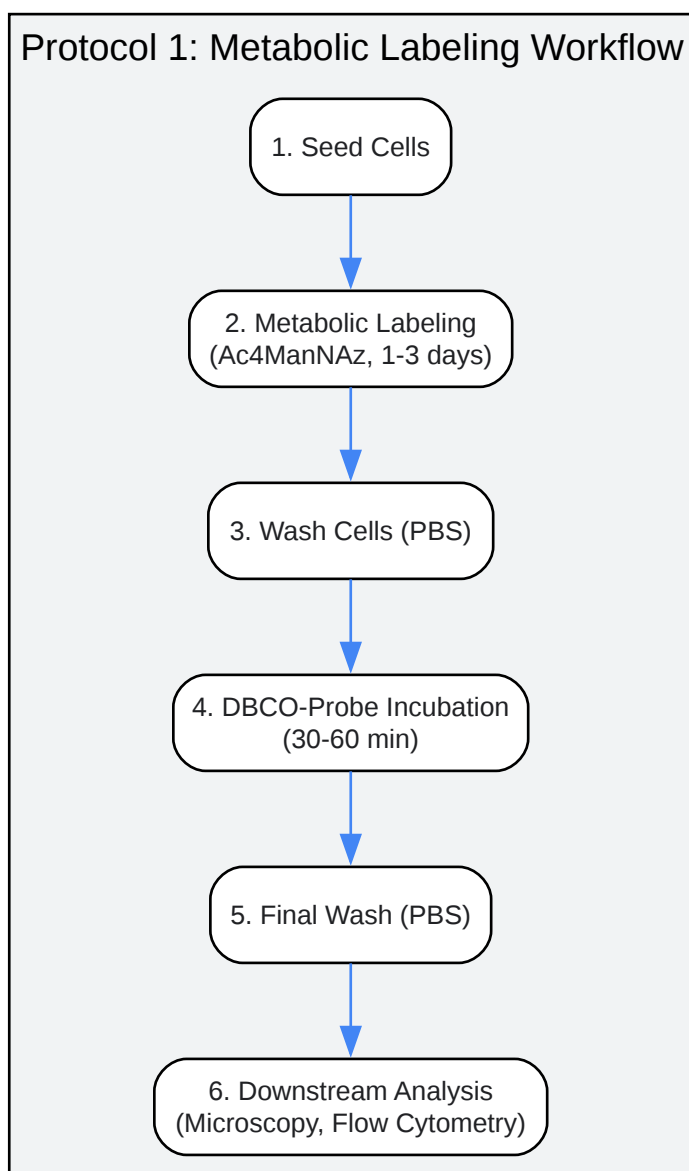 Protocol 1: Metabolic Labeling Workflow
1. Seed Cells
2. Metabolic Labeling
(Ac4ManNAz, 1-3 days)
3. Wash Cells (PBS)
4. DBCO-Probe Incubation
(30-60 min)
5. Final Wash (PBS)
6. Downstream Analysis
(Microscopy, Flow Cytometry)